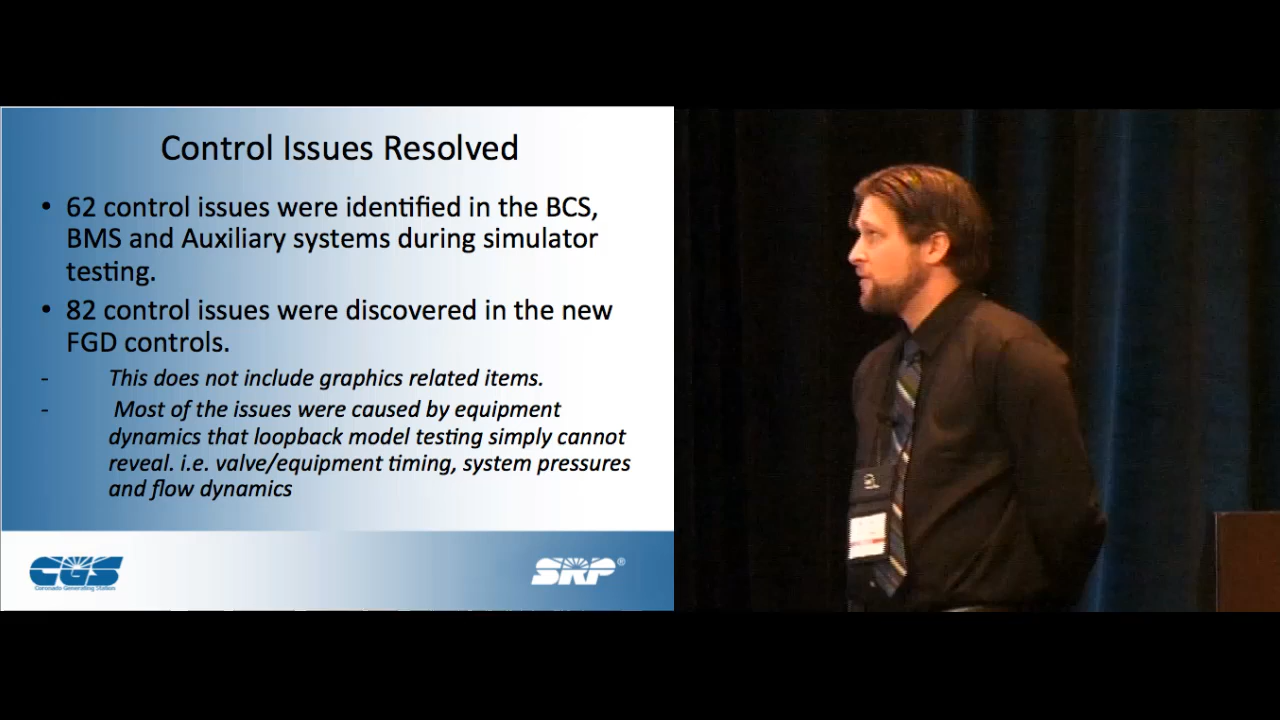 Control Issues Resolved
• 62 control issues were identified in the BCS,
BMS and Auxiliary systems during simulator
testing.
• 82 control issues were discovered in the new
FGD controls.
- This does not include graphics related items.
- Most of the issues were caused by equipment
dynamics that loopback model testing simply cannot
reveal. i.e. valve/equipment timing, system pressures
and flow dynamics
CGS
Coronado Generating Station
SRP®